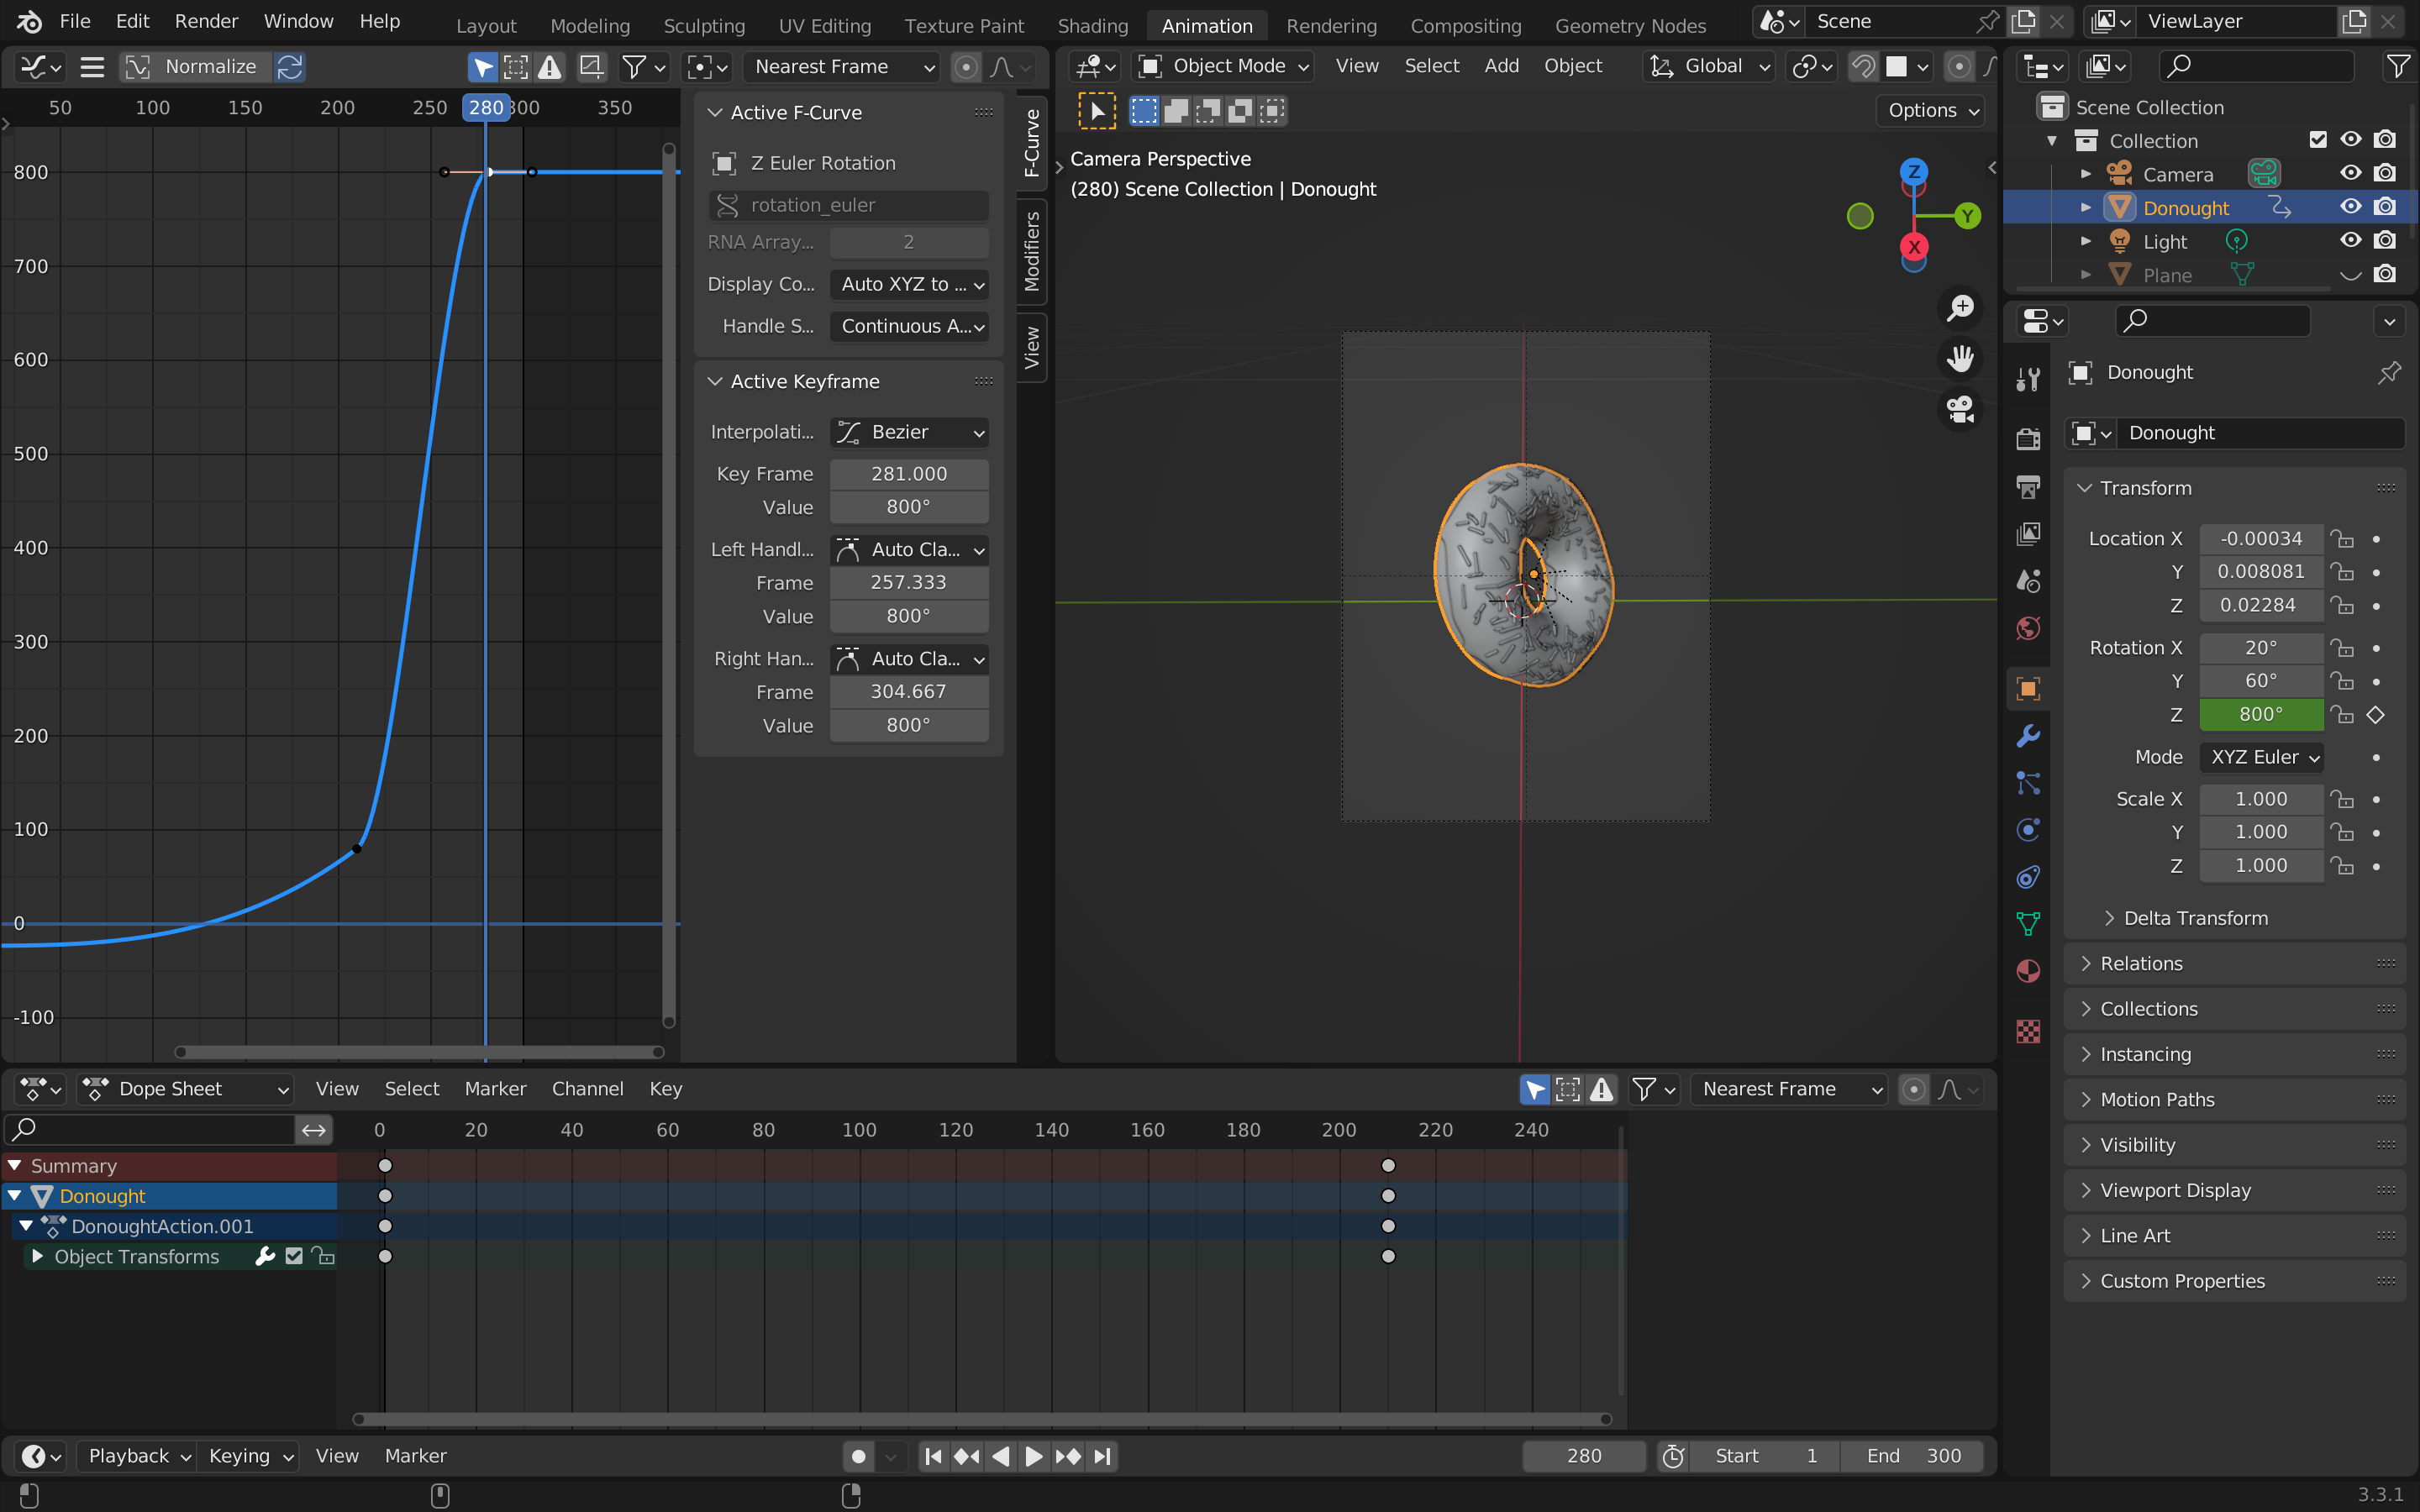 File Edit Render Window Help Layout Modeling Sculpting UV Editing Texture Paint Shading Animation Rendering Compositing Geometry Nodes Scene ViewLayer
Normalize Nearest Frame
Object Mode View Select Add Object Global
50 100 150 200 250 280 300 350
Options
800
700
600
500
400
300
200
100
0
-100
Active F-Curve
Z Euler Rotation
rotation_euler
RNA Array... 2
Display Co... Auto XYZ to ...
Handle S... Continuous A...
Active Keyframe
Interpolati... Bezier
Key Frame 281.000
Value 800°
Left Handl... Auto Cla...
Frame 257.333
Value 800°
Right Han... Auto Cla...
Frame 304.667
Value 800°
F-Curve
Modifiers
View
Camera Perspective
(280) Scene Collection | Donought
Z
Y
X
Scene Collection
Collection
Camera
Donought
Light
Plane
Donought
Donought
Transform
Location X -0.00034
Y 0.008081
Z 0.02284
Rotation X 20°
Y 60°
Z 800°
Mode XYZ Euler
Scale X 1.000
Y 1.000
Z 1.000
Delta Transform
Relations
Collections
Instancing
Motion Paths
Visibility
Viewport Display
Line Art
Custom Properties
Dope Sheet View Select Marker Channel Key Nearest Frame
0 20 40 60 80 100 120 140 160 180 200 220 240
Summary
Donought
DonoughtAction.001
Object Transforms
Playback Keying View Marker 280 Start 1 End 300
3.3.1